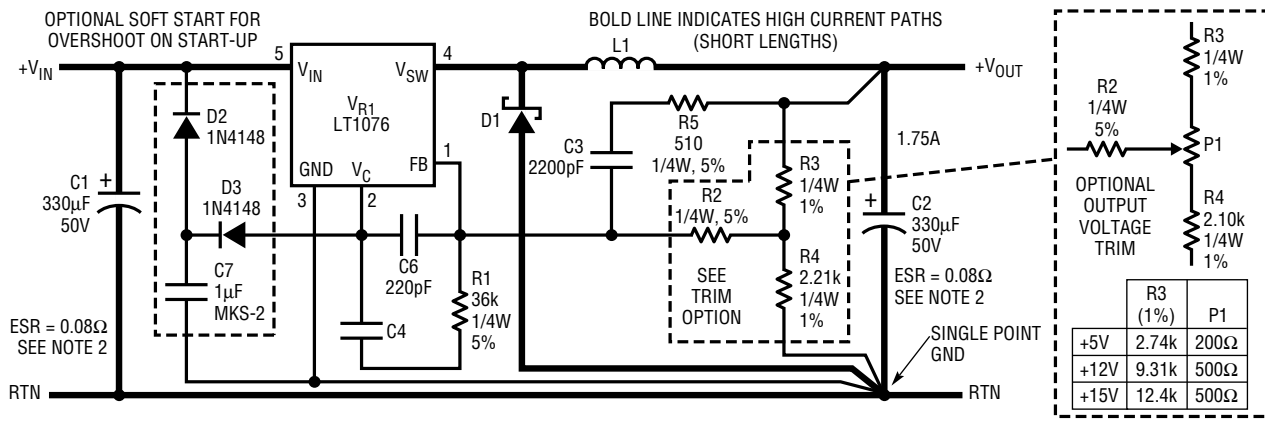 OPTIONAL SOFT START FOR
OVERSHOOT ON START-UP
BOLD LINE INDICATES HIGH CURRENT PATHS
(SHORT LENGTHS)
+VIN
5
VIN
VSW
4
L1
+VOUT
VR1
LT1076
GND
VC
FB
1
3
2
D2
1N4148
D3
1N4148
C1
330µF
50V
+
C7
1µF
MKS-2
ESR = 0.08Ω
SEE NOTE 2
C6
220pF
C4
R1
36k
1/4W
5%
D1
C3
2200pF
R5
510
1/4W, 5%
R2
1/4W, 5%
R3
1/4W
1%
R4
2.21k
1/4W
1%
SEE
TRIM
OPTION
1.75A
+
C2
330µF
50V
ESR = 0.08Ω
SEE NOTE 2
SINGLE POINT
GND
RTN
RTN
R3
1/4W
1%
R2
1/4W
5%
P1
OPTIONAL
OUTPUT
VOLTAGE
TRIM
R4
2.10k
1/4W
1%
R3
(1%) P1
+5V 2.74k 200Ω
+12V 9.31k 500Ω
+15V 12.4k 500Ω